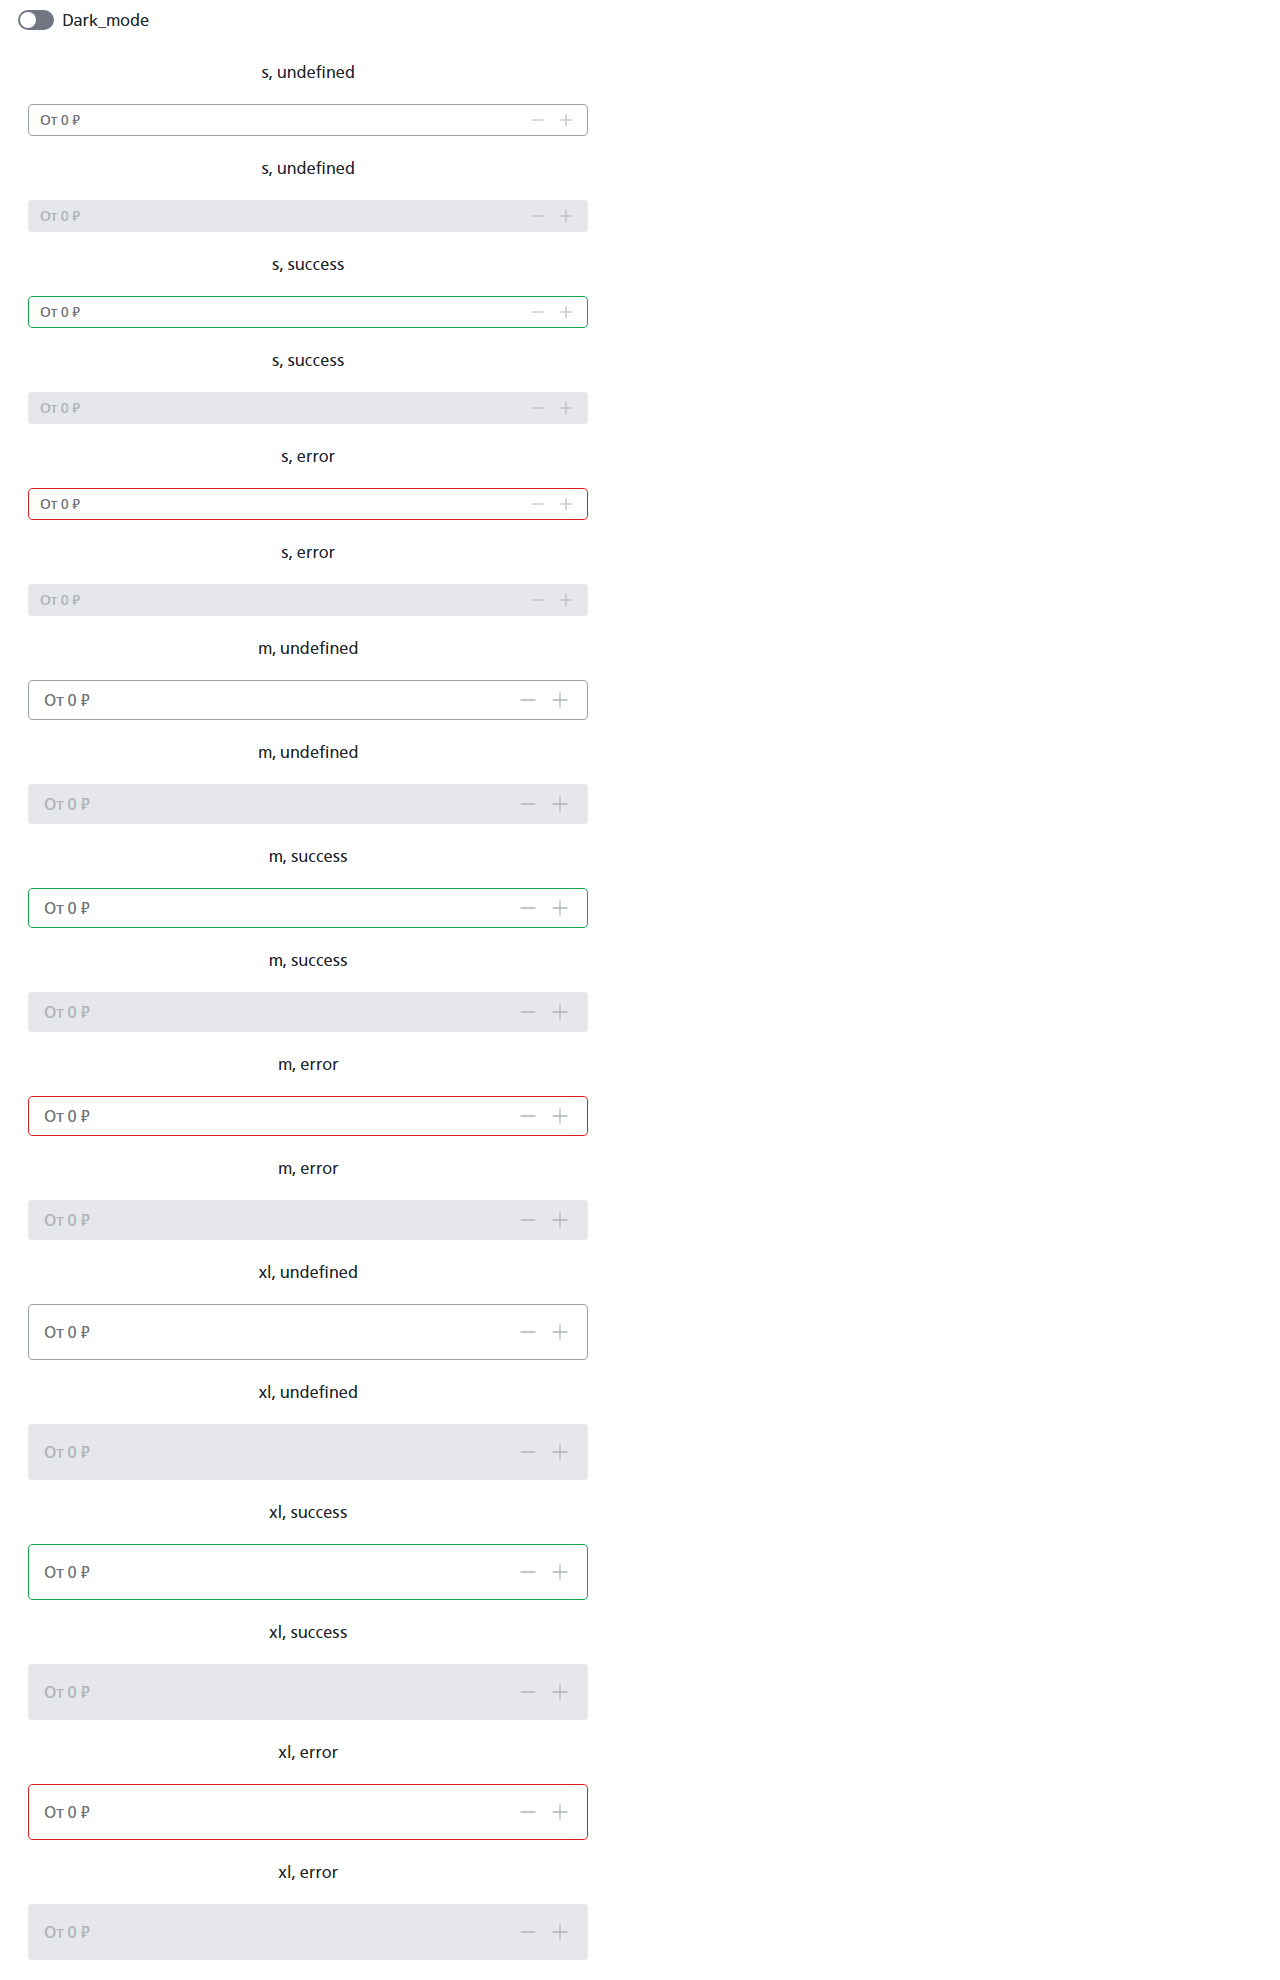 Dark_mode
s, undefined
От 0 ₽
s, undefined
От 0 ₽
s, success
От 0 ₽
s, success
От 0 ₽
s, error
От 0 ₽
s, error
От 0 ₽
m, undefined
От 0 ₽
m, undefined
От 0 ₽
m, success
От 0 ₽
m, success
От 0 ₽
m, error
От 0 ₽
m, error
От 0 ₽
xl, undefined
От 0 ₽
xl, undefined
От 0 ₽
xl, success
От 0 ₽
xl, success
От 0 ₽
xl, error
От 0 ₽
xl, error
От 0 ₽